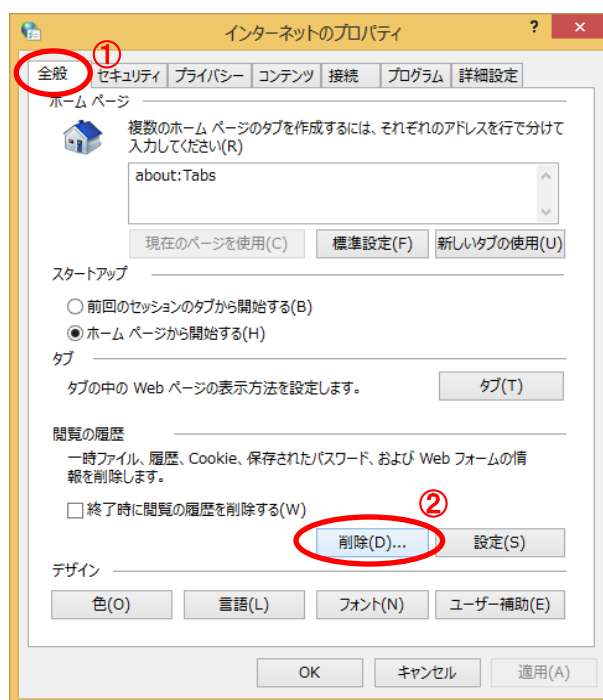 インターネットのプロパティ
?
×
①
全般 セキュリティ プライバシー コンテンツ 接続 プログラム 詳細設定
ホーム ページ
複数のホーム ページのタブを作成するには、それぞれのアドレスを行で分けて
入力してください(R)
about:Tabs
現在のページを使用(C) 標準設定(F) 新しいタブの使用(U)
スタートアップ
前回のセッションのタブから開始する(B)
ホーム ページから開始する(H)
タブ
タブの中の Web ページの表示方法を設定します。 タブ(T)
閲覧の履歴
一時ファイル、履歴、Cookie、保存されたパスワード、および Web フォームの情
報を削除します。
終了時に閲覧の履歴を削除する(W)
②
削除(D)... 設定(S)
デザイン
色(O) 言語(L) フォント(N) ユーザー補助(E)
OK キャンセル 適用(A)